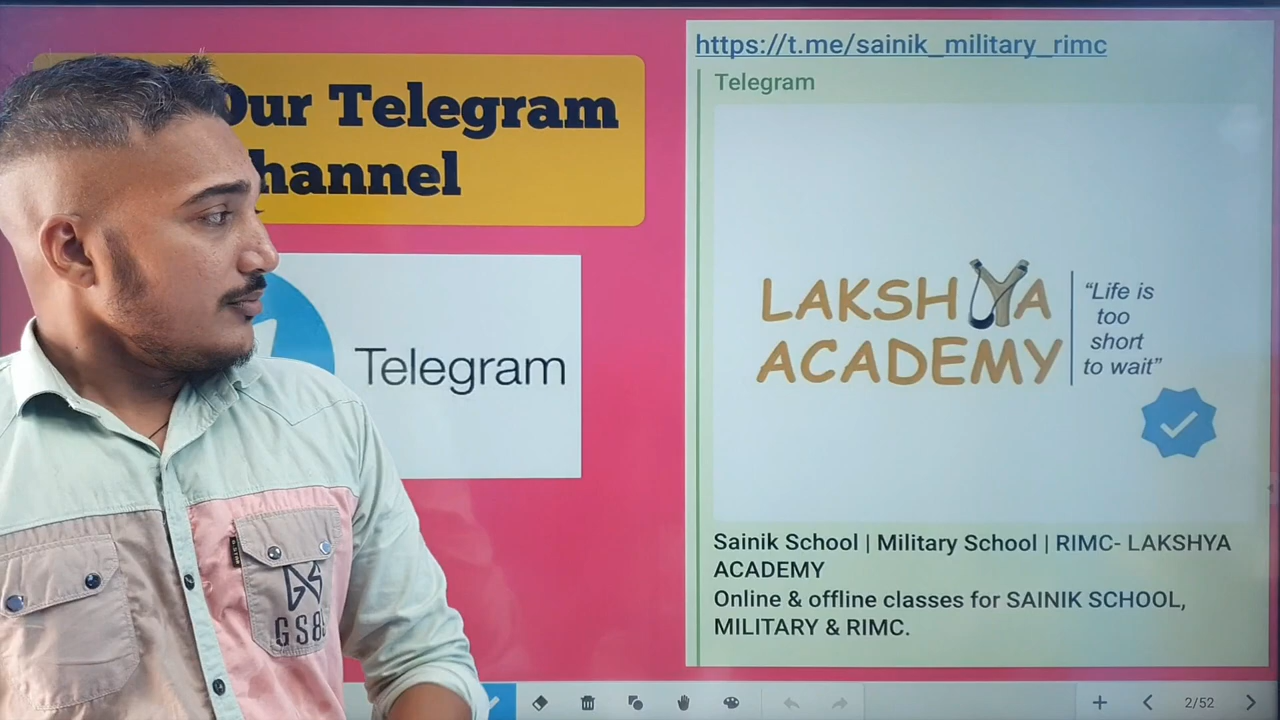 Our Telegram
hannel
Telegram
https://t.me/sainik_military_rimc
Telegram
LAKSHYA
ACADEMY
“Life is
too
short
to wait”
Sainik School | Military School | RIMC- LAKSHYA
ACADEMY
Online & offline classes for SAINIK SCHOOL,
MILITARY & RIMC.
GS8
2/52